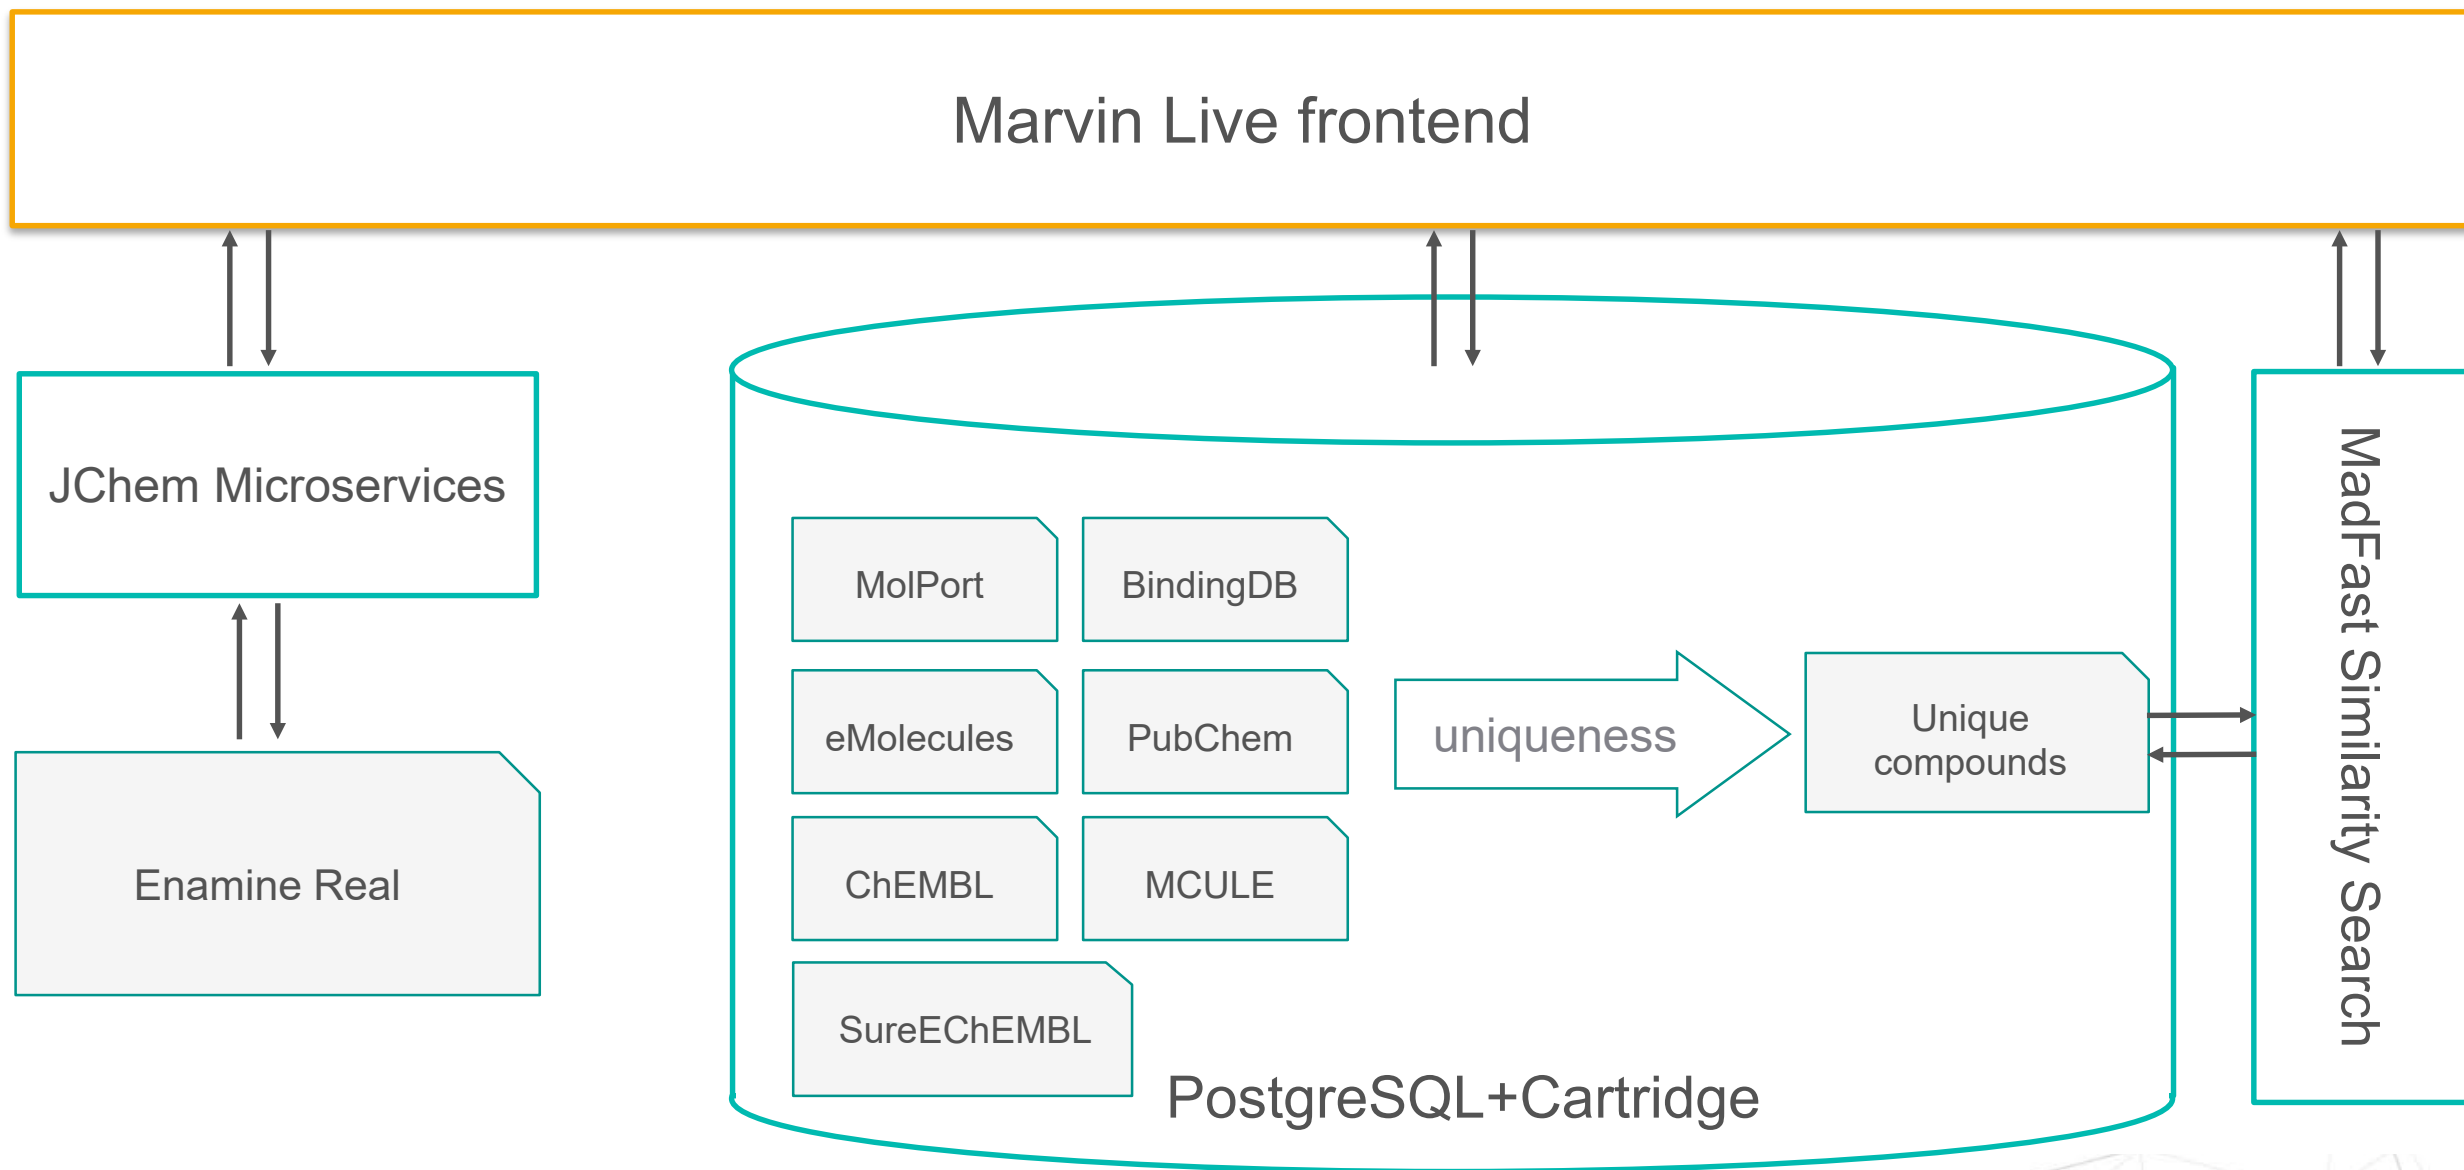 Marvin Live frontend
JChem Microservices
Enamine Real
MolPort
BindingDB
eMolecules
PubChem
ChEMBL
MCULE
SureEChEMBL
uniqueness
Unique
compounds
PostgreSQL+Cartridge
MadFast Similarity Search